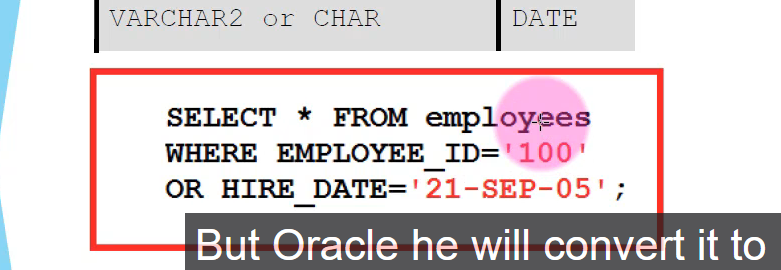 VARCHAR2 or CHAR DATE
SELECT * FROM employees
WHERE EMPLOYEE_ID='100'
OR HIRE_DATE='21-SEP-05';
But Oracle he will convert it to